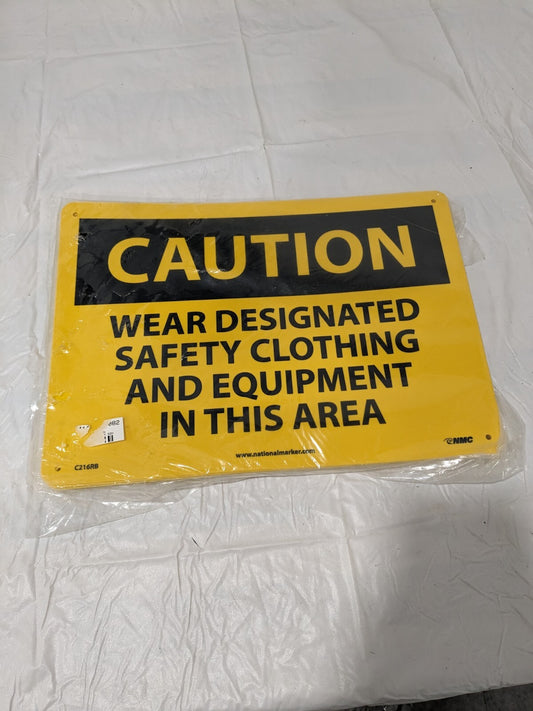 CAUTION
WEAR DESIGNATED
SAFETY CLOTHING
AND EQUIPMENT
IN THIS AREA
www.nationalmarker.com
C216RB
NMC